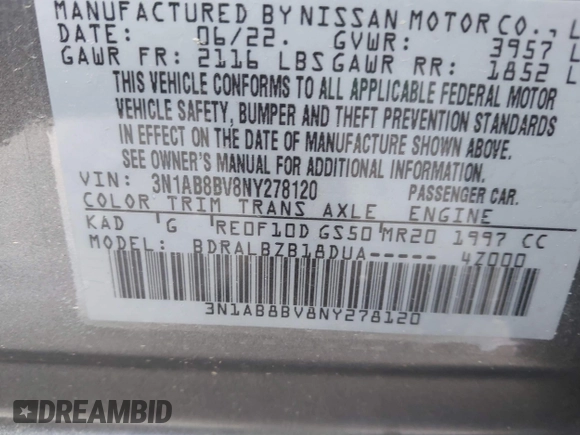 MANUFACTURED BY NISSAN MOTOR CO., L
DATE: 06/22. GVWR: 3957 L
GAWR FR: 2116 LBS GAWR RR: 1852 L
THIS VEHICLE CONFORMS TO ALL APPLICABLE FEDERAL MOTOR
VEHICLE SAFETY, BUMPER AND THEFT PREVENTION STANDARDS
IN EFFECT ON THE DATE OF MANUFACTURE SHOWN ABOVE.
SEE OWNER'S MANUAL FOR ADDITIONAL INFORMATION.
VIN: 3N1AB8BV8NY278120 PASSENGER CAR.
COLOR TRIM TRANS AXLE ENGINE
KAD G RE0F10D GS50 MR20 1997 CC
MODEL: BDRALBZB18DUA----- 4Z000
3N1AB8BV8NY278120
DREAMBID